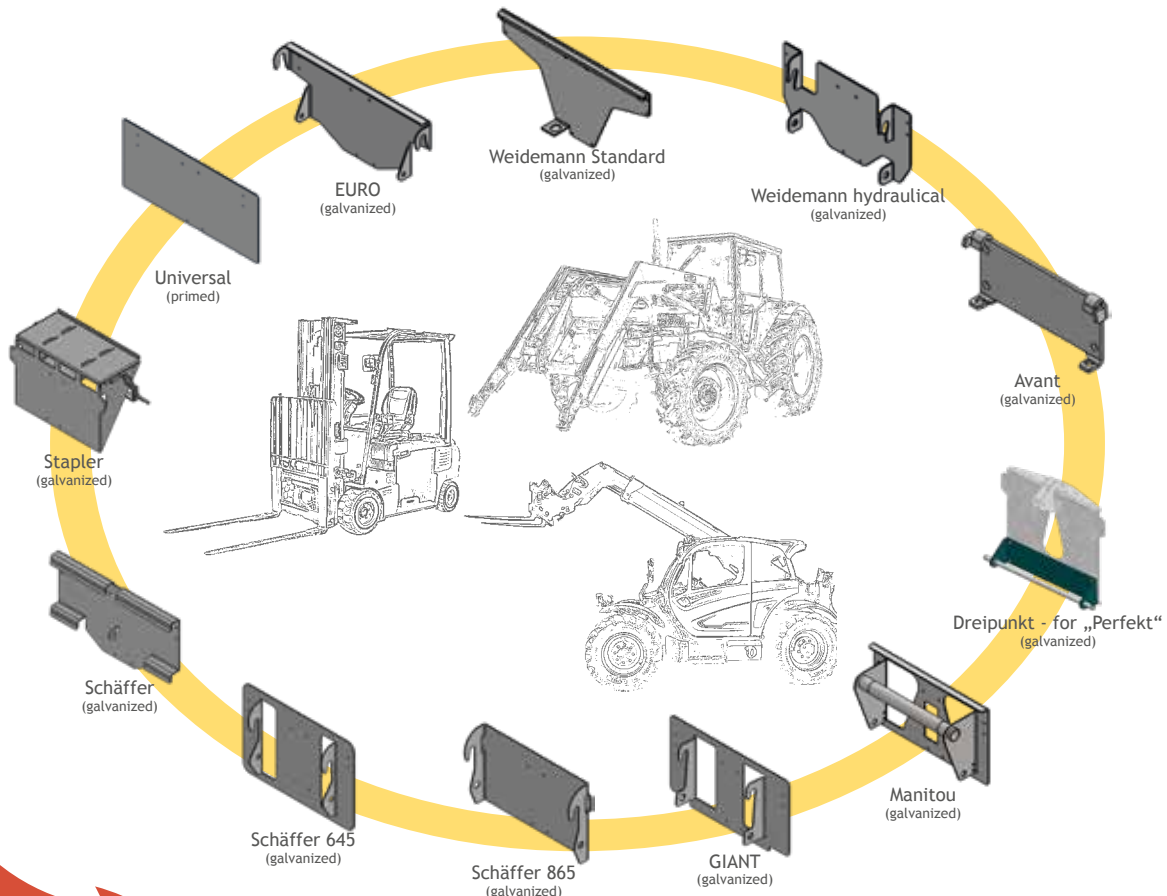 Weidemann Standard
(galvanized)
EURO
(galvanized)
Weidemann hydraulical
(galvanized)
Universal
(primed)
Avant
(galvanized)
Stapler
(galvanized)
Dreipunkt - for „Perfekt“
(galvanized)
Schäffer
(galvanized)
Manitou
(galvanized)
Schäffer 645
(galvanized)
Schäffer 865
(galvanized)
GIANT
(galvanized)